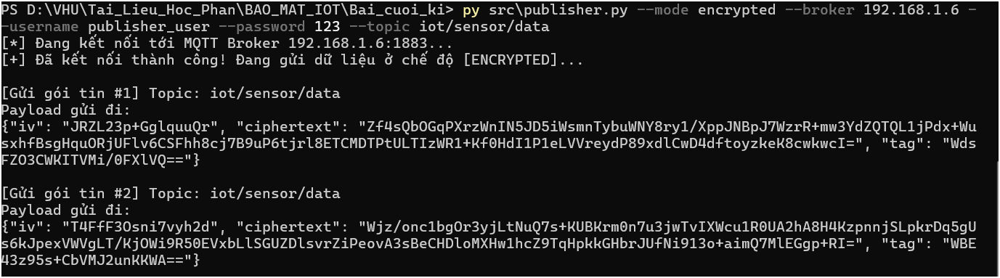 PS D:\VHU\Tai_Lieu_Hoc_Phan\BAO_MAT_IOT\Bai_cuoi_ki> py src\publisher.py --mode encrypted --broker 192.168.1.6 -
-username publisher_user --password 123 --topic iot/sensor/data
[*] Đang kết nối tới MQTT Broker 192.168.1.6:1883...
[+] Đã kết nối thành công! Đang gửi dữ liệu ở chế độ [ENCRYPTED]...
[Gửi gói tin #1] Topic: iot/sensor/data
Payload gửi đi:
{"iv": "JRZL23p+GglquuQr", "ciphertext": "Zf4sQbOGqPXrzWnIN5JD5iWsmnTybuWNY8ry1/XppJNBpJ7WzrR+mw3YdZQTQL1jPdx+Wu
sxhfBsgHquORjUFlv6CSFhh8cj7B9uP6tjrl8ETCMDTPtULTIzWR1+Kf0HdI1P1eLVVreydP89xdlCwD4dftoyzkeK8cwkwcI=", "tag": "Wds
FZO3CWKITVMi/0FXlVQ=="}
[Gửi gói tin #2] Topic: iot/sensor/data
Payload gửi đi:
{"iv": "T4FfF3Osni7vyh2d", "ciphertext": "Wjz/onc1bgOr3yjLtNuQ7s+KUBKrm0n7u3jwTvIXWcu1R0UA2hA8H4KzpnnjSLpkrDq5gU
s6kJpexVWVgLT/KjOWi9R50EVxbLlSGUZDlsvrZiPeovA3sBeCHDloMXHw1hcZ9TqHpkkGHbrJUfNi913o+aimQ7MlEGgp+RI=", "tag": "WBE
43z95s+CbVMJ2unKKWA=="}